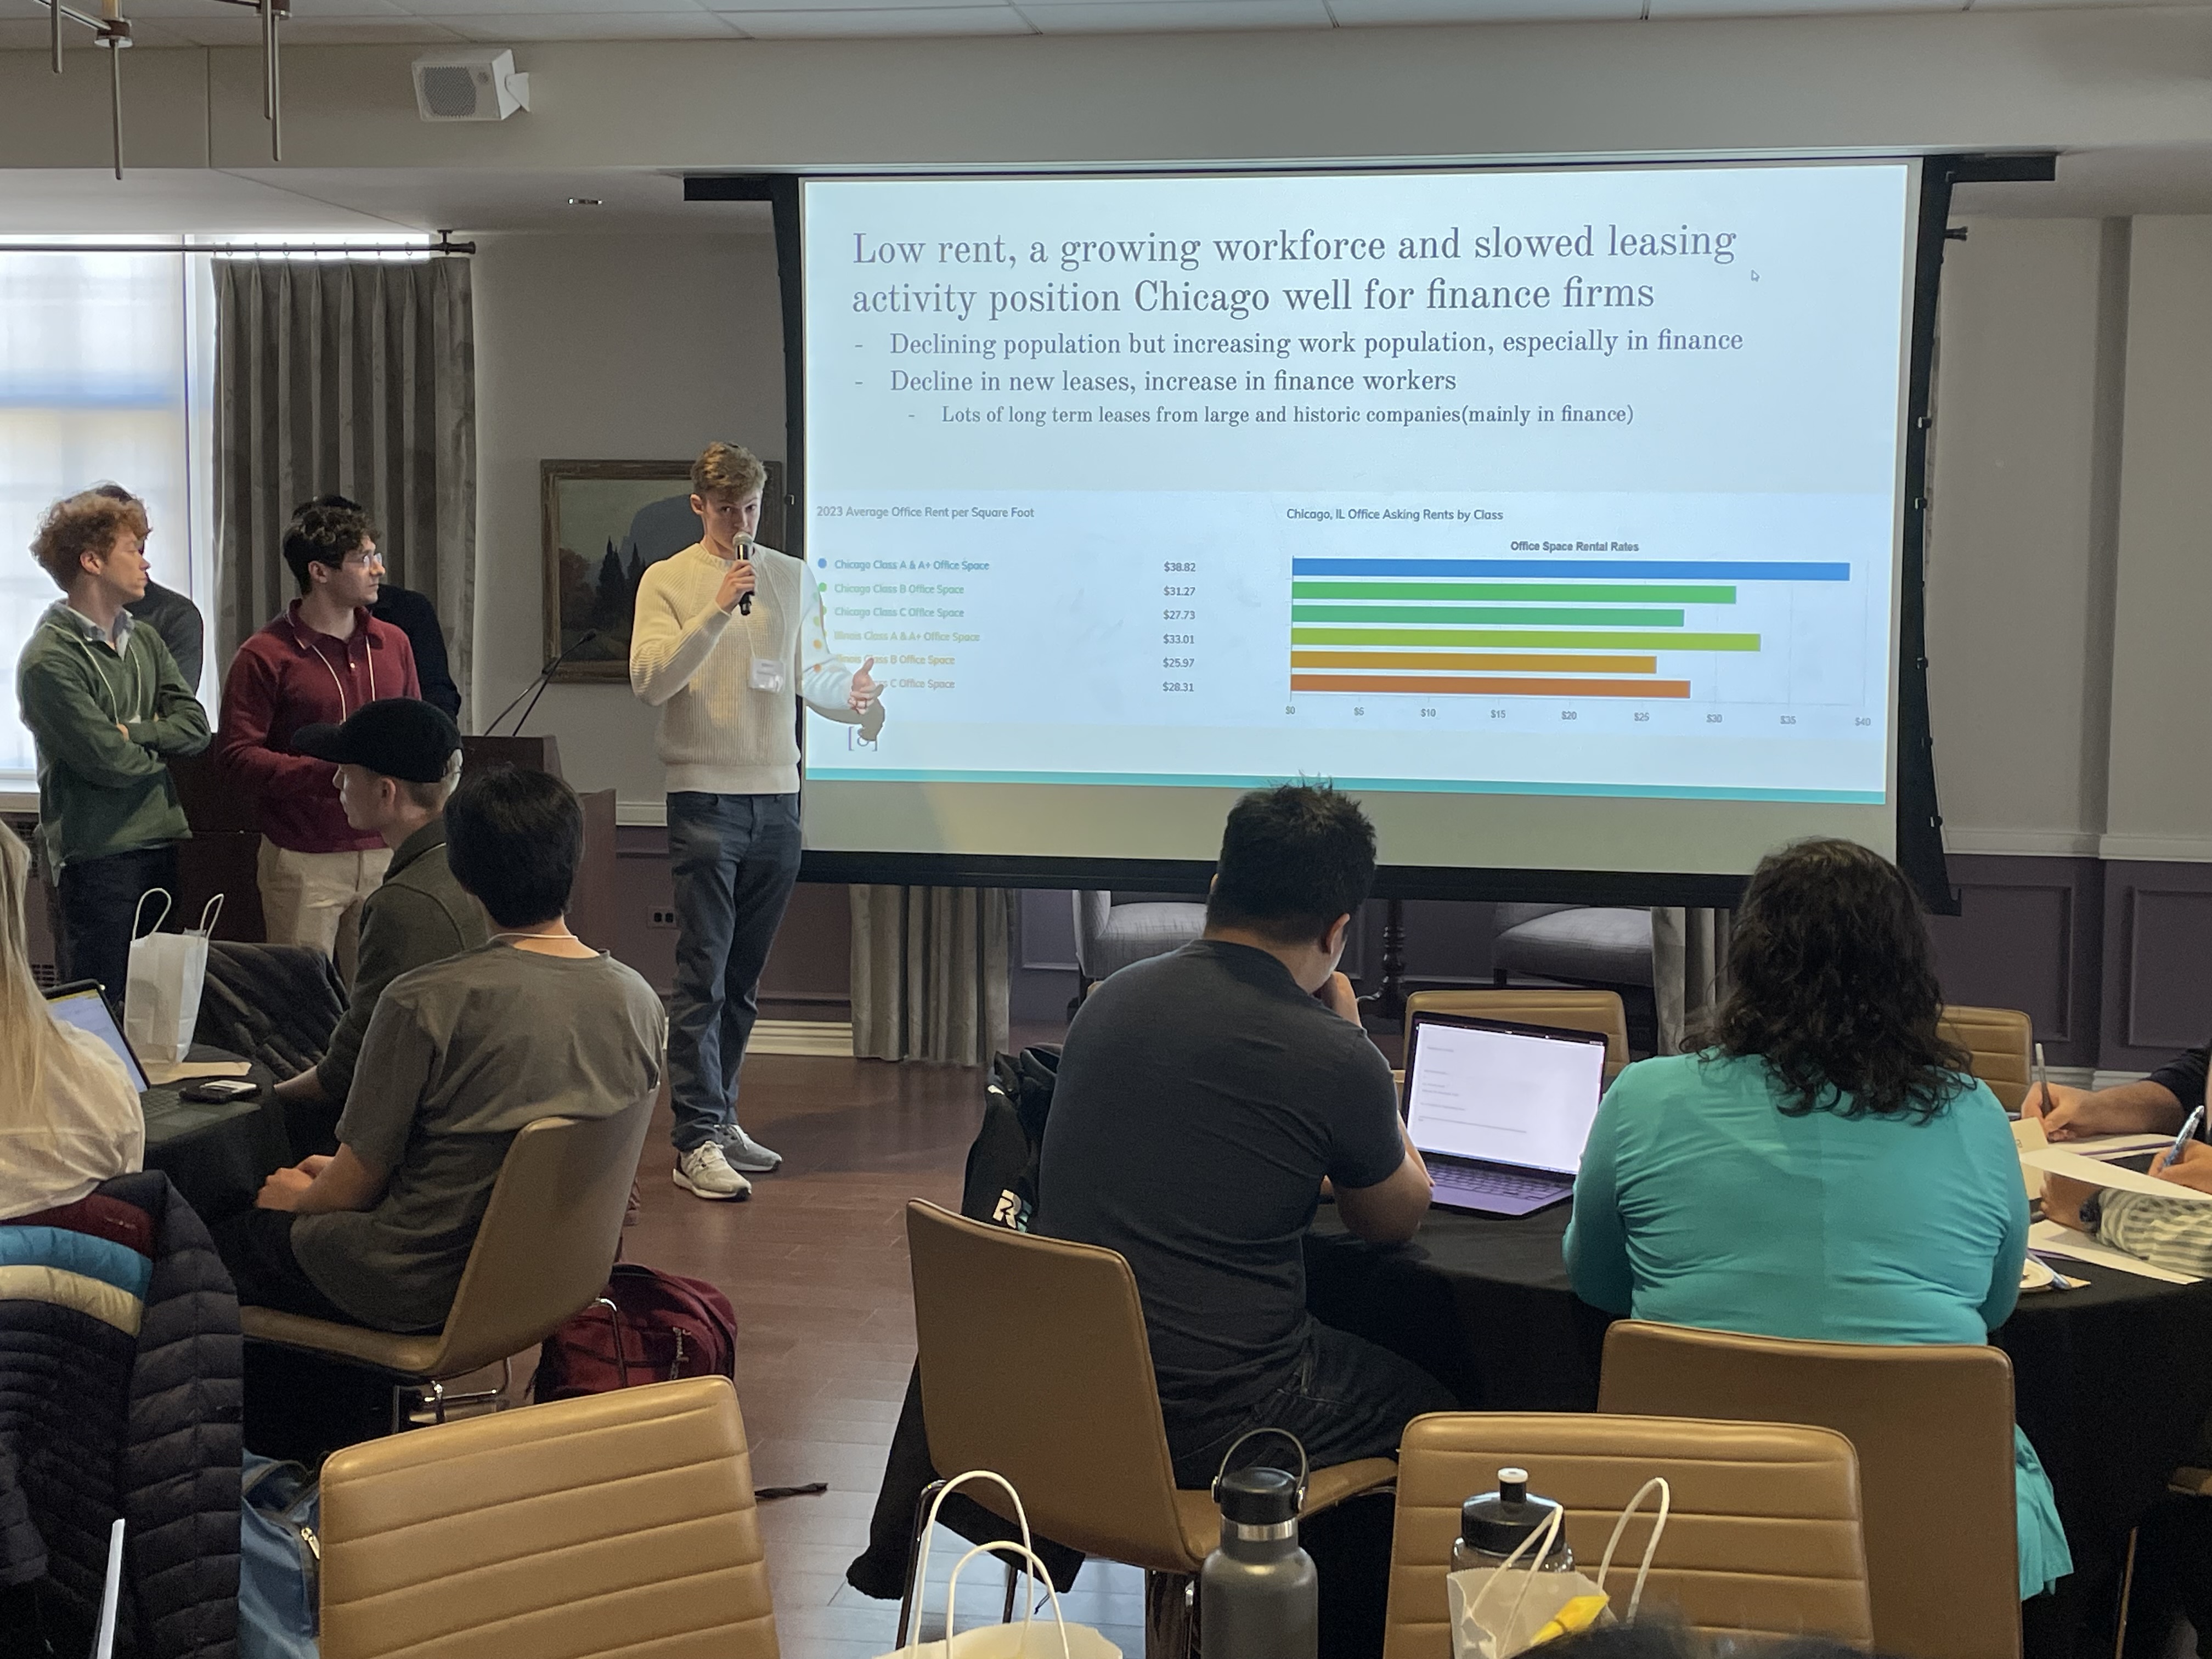 Low rent, a growing workforce and slowed leasing
activity position Chicago well for finance firms
- Declining population but increasing work population, especially in finance
- Decline in new leases, increase in finance workers
- Lots of long term leases from large and historic companies(mainly in finance)
2023 Average Office Rent per Square Foot
Chicago Class A & A+ Office Space $38.82
Chicago Class B Office Space $31.27
Chicago Class C Office Space $27.73
Illinois Class A & A+ Office Space $33.01
Class B Office Space $25.97
C Office Space $28.31
Chicago, IL Office Asking Rents by Class
Office Space Rental Rates
$0 $5 $10 $15 $20 $25 $30 $35 $40